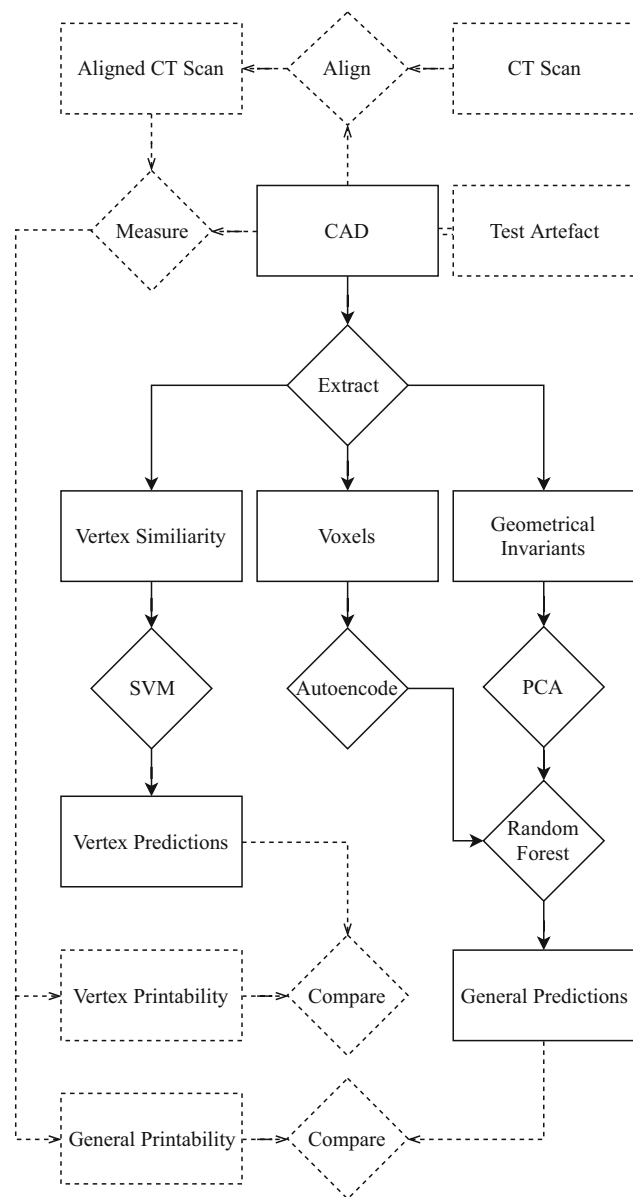 Aligned CT Scan
Align
CT Scan
Measure
CAD
Test Artefact
Extract
Vertex Similiarity
Voxels
Geometrical
Invariants
SVM
Autoencode
PCA
Vertex Predictions
Random
Forest
Vertex Printability
Compare
General Predictions
General Printability
Compare